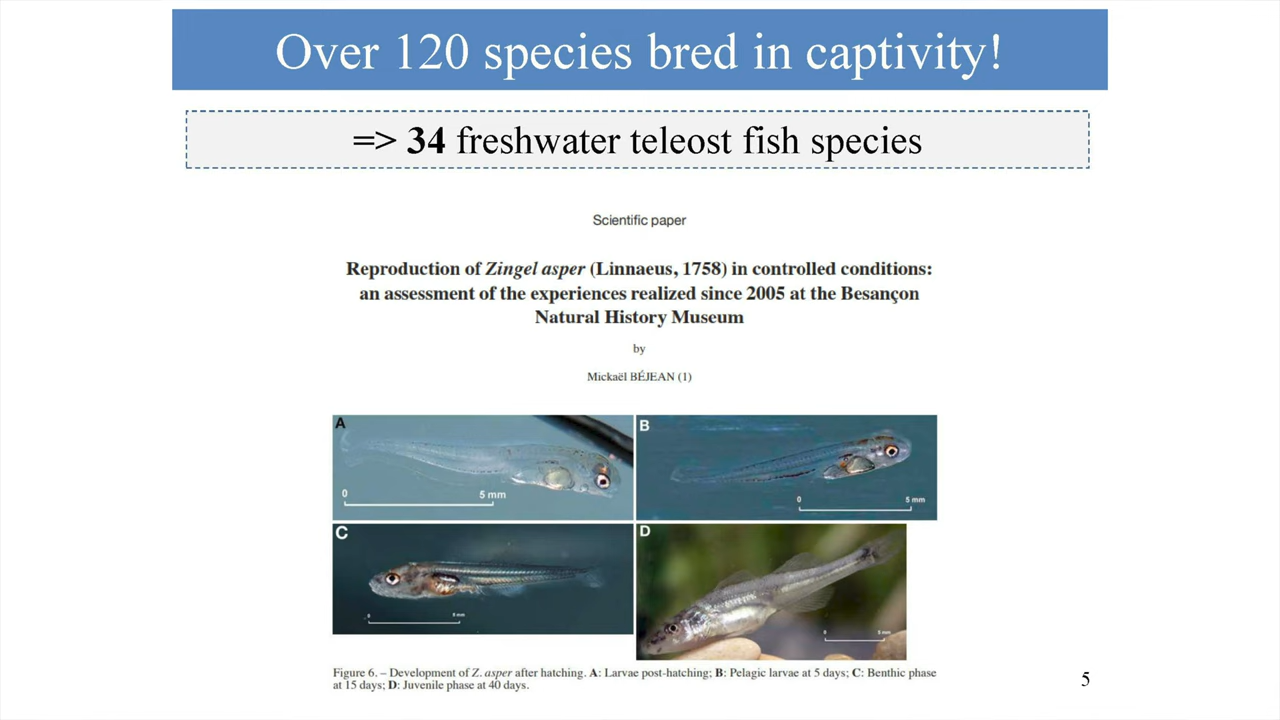 Over 120 species bred in captivity!
=> 34 freshwater teleost fish species
Scientific paper
Reproduction of Zingel asper (Linnaeus, 1758) in controlled conditions:
an assessment of the experiences realized since 2005 at the Besançon
Natural History Museum
by
Mickaël BÉJEAN (1)
A
0
5 mm
B
0
5 mm
C
0
5 mm
D
0
5 mm
Figure 6. – Development of Z. asper after hatching. A: Larvae post-hatching; B: Pelagic larvae at 5 days; C: Benthic phase
at 15 days; D: Juvenile phase at 40 days.
5